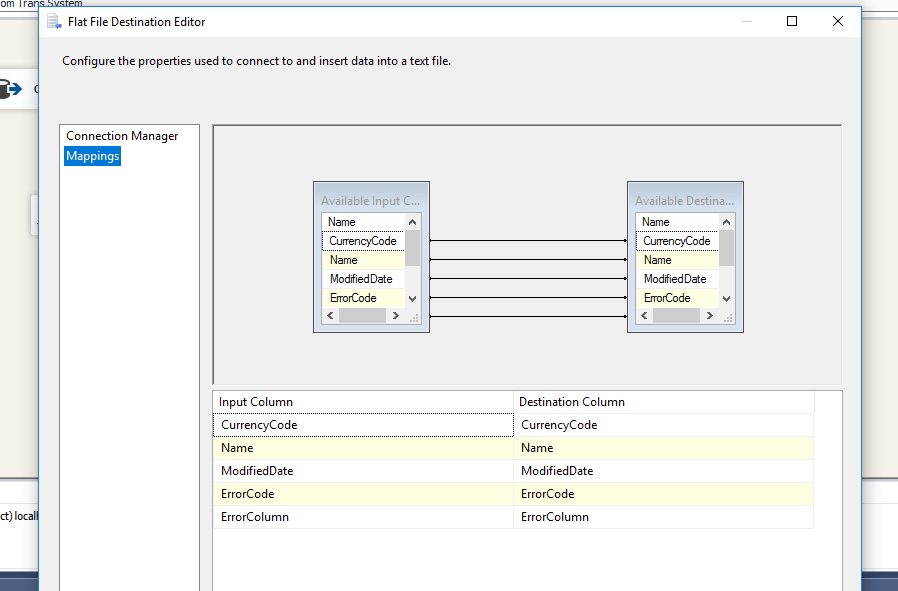 om Trans System
Flat File Destination Editor
Configure the properties used to connect to and insert data into a text file.
Connection Manager
Mappings
Available Input C...
Name
CurrencyCode
Name
ModifiedDate
ErrorCode
Available Destina...
Name
CurrencyCode
Name
ModifiedDate
ErrorCode
Input Column Destination Column
CurrencyCode CurrencyCode
Name Name
ModifiedDate ModifiedDate
ErrorCode ErrorCode
ErrorColumn ErrorColumn
ct) locall